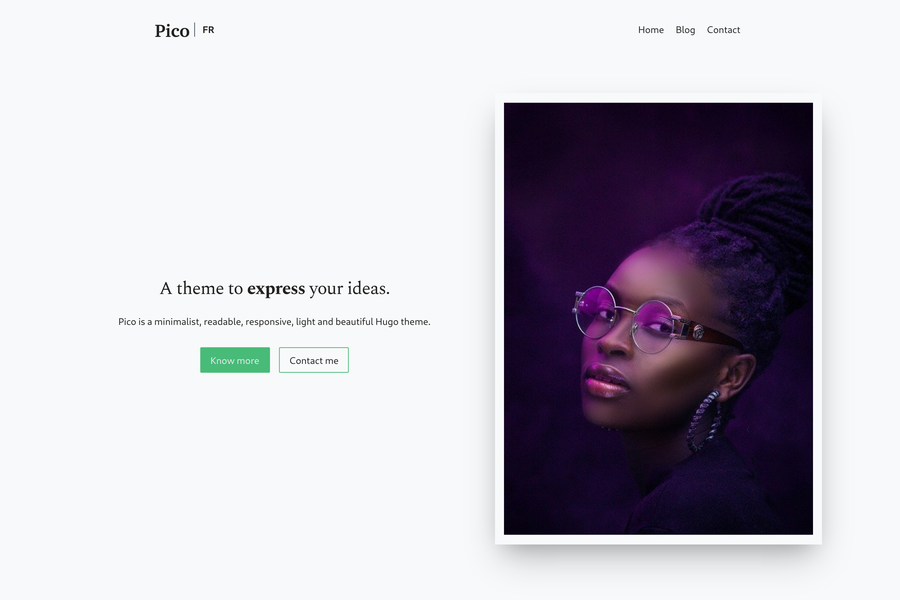 Pico FR
Home Blog Contact
A theme to express your ideas.
Pico is a minimalist, readable, responsive, light and beautiful Hugo theme.
Know more
Contact me